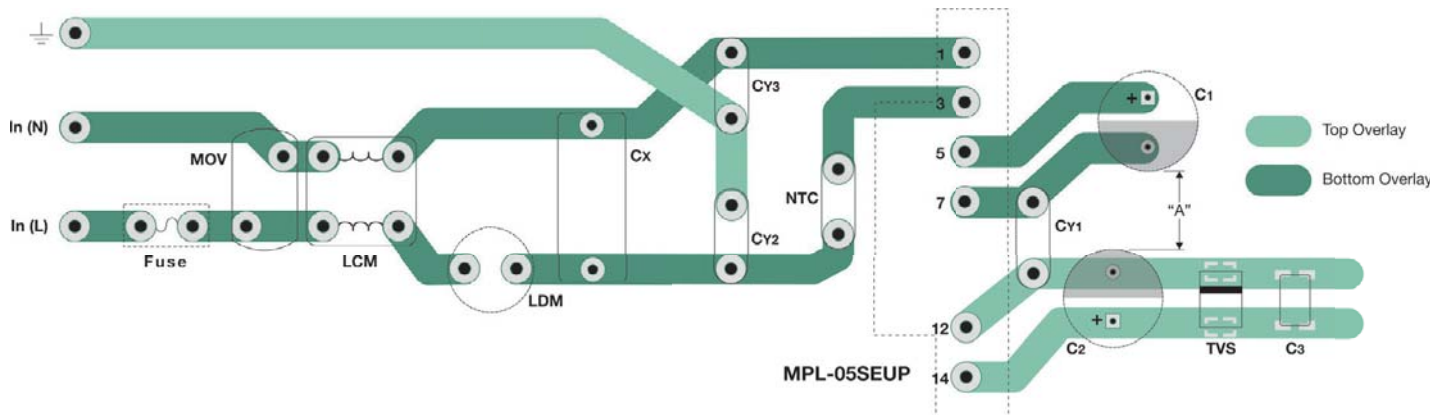 1
CY3
In (N)
3
C1
+
MOV
CX
5
Top Overlay
NTC
7
Bottom Overlay
"A"
In (L)
CY1
Fuse
LCM
CY2
LDM
12
+
C2
TVS
C3
MPL-05SEUP
14